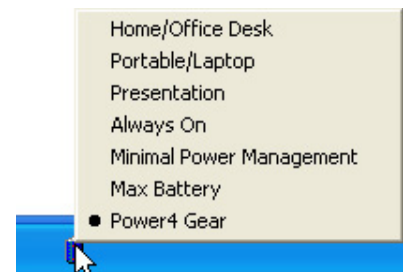 Home/Office Desk
Portable/Laptop
Presentation
Always On
Minimal Power Management
Max Battery
Power4 Gear